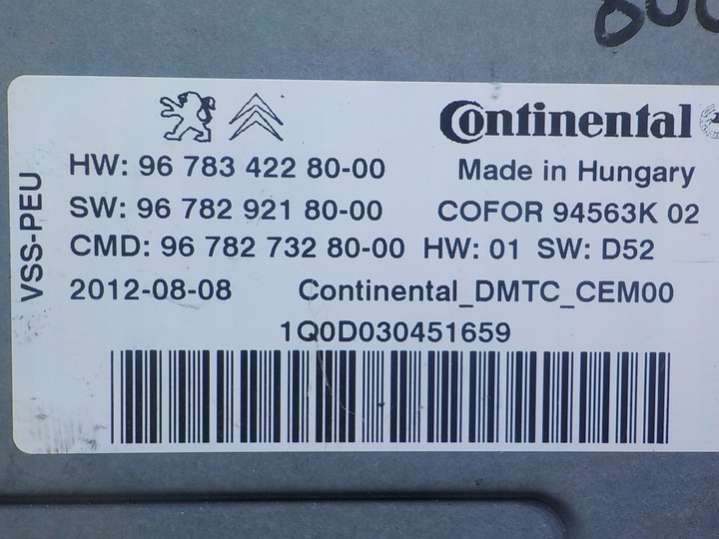 Continental
HW: 96 783 422 80-00
Made in Hungary
SW: 96 782 921 80-00
COFOR 94563K 02
CMD: 96 782 732 80-00 HW: 01 SW: D52
2012-08-08
Continental_DMTC_CEM00
1Q0D030451659
VSS-PEU